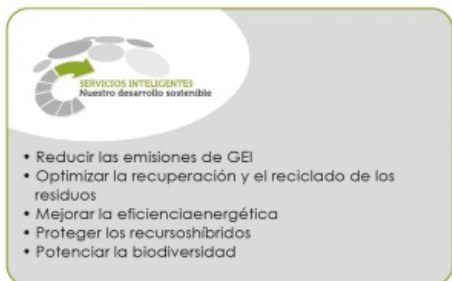 SERVICIOS INTELIGENTES
Nuestro desarrollo sostenible
• Reducir las emisiones de GEI
• Optimizar la recuperación y el reciclado de los
residuos
• Mejorar la eficienciaenergética
• Proteger los recursoshíbridos
• Potenciar la biodiversidad